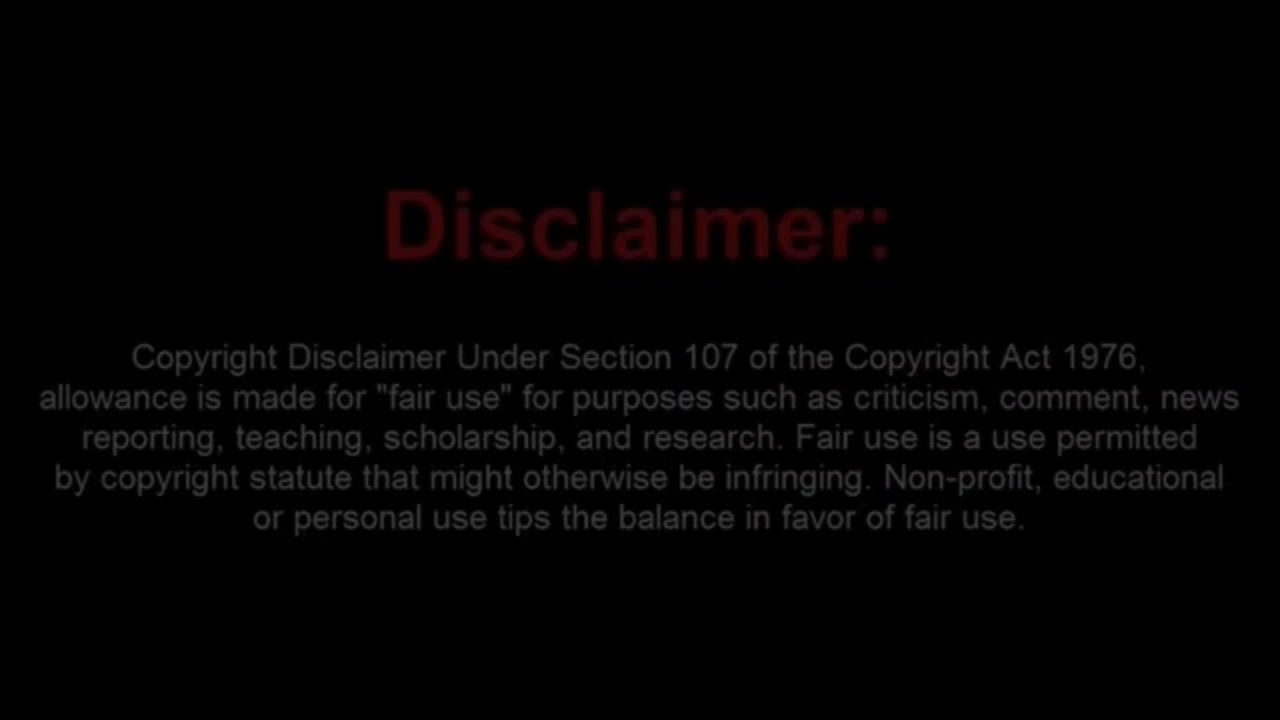 Disclaimer:
Copyright Disclaimer Under Section 107 of the Copyright Act 1976,
allowance is made for "fair use" for purposes such as criticism, comment, news
reporting, teaching, scholarship, and research. Fair use is a use permitted
by copyright statute that might otherwise be infringing. Non-profit, educational
or personal use tips the balance in favor of fair use.